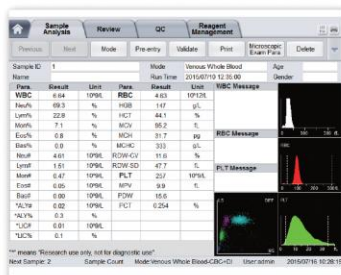 Sample Analysis Review QC Reagent Management
Previous Next Mode Pre-entry Validate Print Microscopic Exam Para. Delete
Sample ID 1 Mode Venous Whole Blood Age
Name Run Time 2015/07/10 12:35:00 Gender
Para. Result Unit Para. Result Unit WBC Message
WBC 6.64 10^9/L RBC 4.63 10^12/L
Neu% 69.3 % HGB 147 g/L
Lym% 22.8 % HCT 44.1 %
Mon% 7.1 % MCV 95.2 fL
Eos% 0.8 % MCH 31.7 pg RBC Message
Bas% 0.0 % MCHC 333 g/L
Neu# 4.61 10^9/L RDW-CV 11.6 %
Lym# 1.51 10^9/L RDW-SD 47.7 fL
Mon# 0.47 10^9/L PLT 257 10^9/L PLT Message
Eos# 0.05 10^9/L MPV 9.9 fL
Bas# 0.00 10^9/L PDW 15.6
*ALY# 0.02 10^9/L PCT 0.254 %
*ALY% 0.3 %
*LIC# 0.01 10^9/L
*LIC% 0.1 %
"*" means "Research use only, not for diagnostic use"
Next Sample: 2 Sample Count Mode:Venous Whole Blood-CBC+DI User:admin 2015/07/16 10:28:15